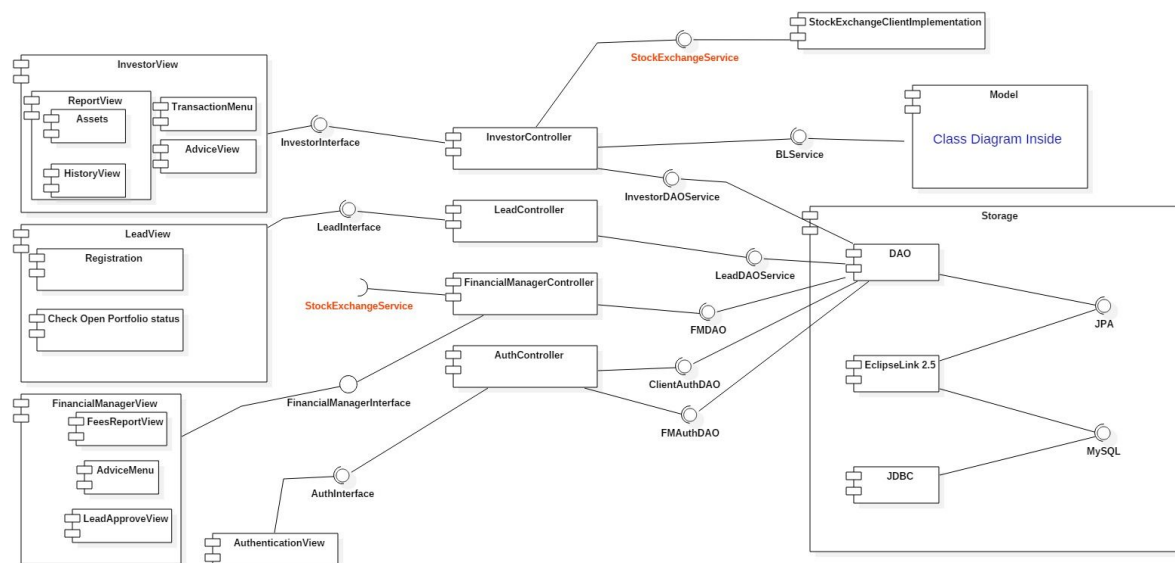 StockExchangeClientImplementation
StockExchangeService
InvestorView
ReportView
Assets
HistoryView
TransactionMenu
AdviceView
InvestorInterface
InvestorController
BLService
Model
Class Diagram Inside
InvestorDAOService
LeadView
Registration
Check Open Portfolio status
LeadInterface
LeadController
LeadDAOService
Storage
DAO
StockExchangeService
FinancialManagerController
FMDAO
JPA
AuthController
ClientAuthDAO
FMAuthDAO
EclipseLink 2.5
MySQL
JDBC
FinancialManagerView
FeesReportView
AdviceMenu
LeadApproveView
FinancialManagerInterface
AuthInterface
AuthenticationView